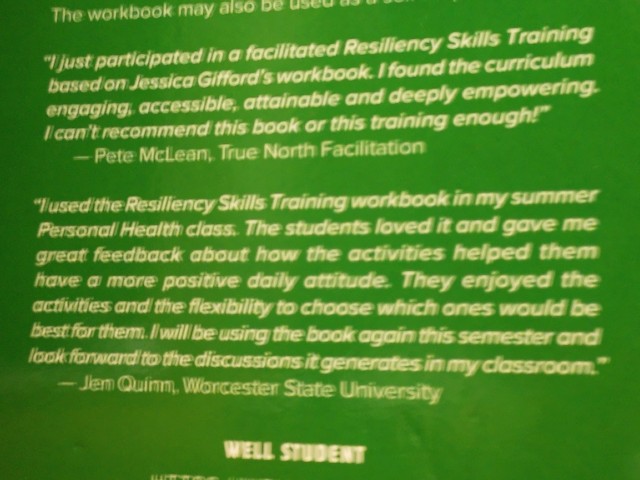 The workbook may also be used as a
"I just participated in a facilitated Resiliency Skills Training
based on Jessica Gifford's workbook. I found the curriculum
engaging, accessible, attainable and deeply empowering.
I can't recommend this book or this training enough!"
— Pete McLean, True North Facilitation
"I used the Resiliency Skills Training workbook in my summer
Personal Health class. The students loved it and gave me
great feedback about how the activities helped them
have a more positive daily attitude. They enjoyed the
activities and the flexibility to choose which ones would be
best for them. I will be using the book again this semester and
look forward to the discussions it generates in my classroom."
— Jen Quinn, Worcester State University
WELL STUDENT